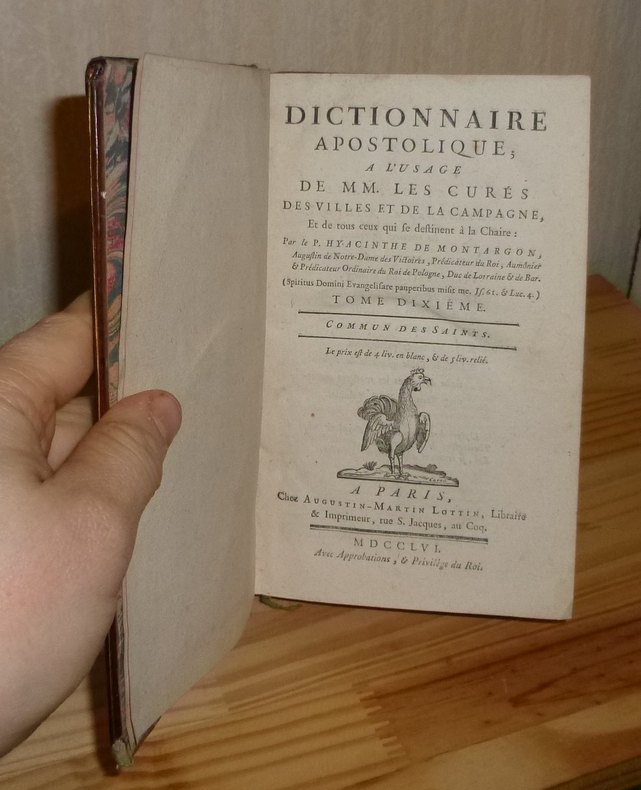 DICTIONNAIRE
APOSTOLIQUE,
A L'USAGE
DE MM. LES CURÉS
DES VILLES ET DE LA CAMPAGNE,
Et de tous ceux qui ſe deſtinent à la Chaire :
Par le P. HYACINTHE DE MONTARGON,
Auguſtin de Notre-Dame des Victoires, Prédicateur du Roi, Aumônier
& Prédicateur Ordinaire du Roi de Pologne, Duc de Lorraine & de Bar.
(Spiritus Domini Evangeliſare pauperibus miſit me. Iſ. 61. & Luc. 4.)
TOME DIXIÉME.
COMMUN DES SAINTS.
Le prix eſt de 4 liv. en blanc, & de 5 liv. relié.
A PARIS,
Chez AUGUSTIN-MARTIN LOTTIN, Libraire
& Imprimeur, rue S. Jacques, au Coq.
MDCCLVI.
Avec Approbations, & Privilége du Roi.